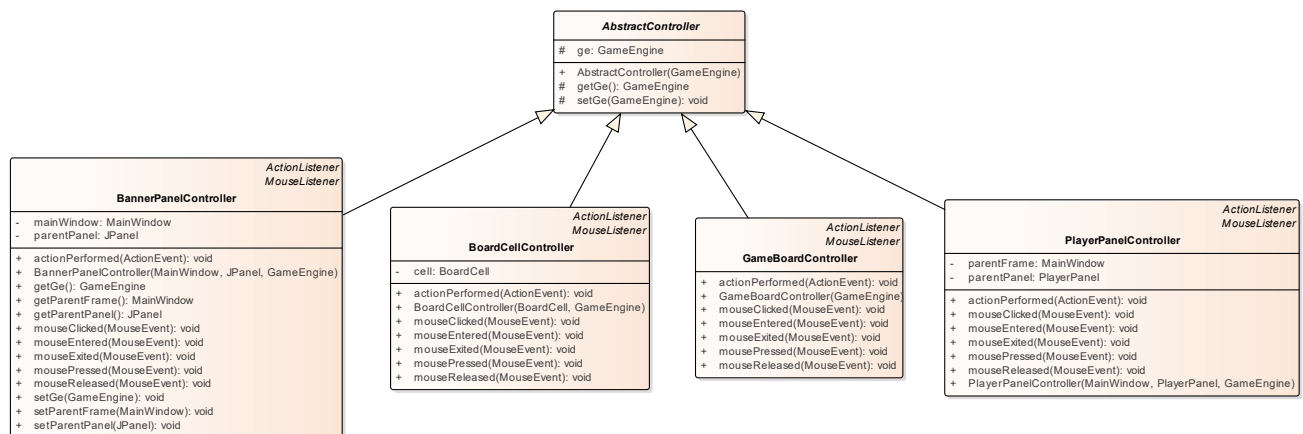 AbstractController
# ge: GameEngine
+ AbstractController(GameEngine)
# getGe(): GameEngine
# setGe(GameEngine): void
ActionListener
MouseListener
BannerPanelController
- mainWindow: MainWindow
- parentPanel: JPanel
+ actionPerformed(ActionEvent): void
+ BannerPanelController(MainWindow, JPanel, GameEngine)
+ getGe(): GameEngine
+ getParentFrame(): MainWindow
+ getParentPanel(): JPanel
+ mouseClicked(MouseEvent): void
+ mouseEntered(MouseEvent): void
+ mouseExited(MouseEvent): void
+ mousePressed(MouseEvent): void
+ mouseReleased(MouseEvent): void
+ setGe(GameEngine): void
+ setParentFrame(MainWindow): void
+ setParentPanel(JPanel): void
ActionListener
MouseListener
BoardCellController
- cell: BoardCell
+ actionPerformed(ActionEvent): void
+ BoardCellController(BoardCell, GameEngine)
+ mouseClicked(MouseEvent): void
+ mouseEntered(MouseEvent): void
+ mouseExited(MouseEvent): void
+ mousePressed(MouseEvent): void
+ mouseReleased(MouseEvent): void
ActionListener
MouseListener
GameBoardController
+ actionPerformed(ActionEvent): void
+ GameBoardController(GameEngine)
+ mouseClicked(MouseEvent): void
+ mouseEntered(MouseEvent): void
+ mouseExited(MouseEvent): void
+ mousePressed(MouseEvent): void
+ mouseReleased(MouseEvent): void
ActionListener
MouseListener
PlayerPanelController
- parentFrame: MainWindow
- parentPanel: PlayerPanel
+ actionPerformed(ActionEvent): void
+ mouseClicked(MouseEvent): void
+ mouseEntered(MouseEvent): void
+ mouseExited(MouseEvent): void
+ mousePressed(MouseEvent): void
+ mouseReleased(MouseEvent): void
+ PlayerPanelController(MainWindow, PlayerPanel, GameEngine)